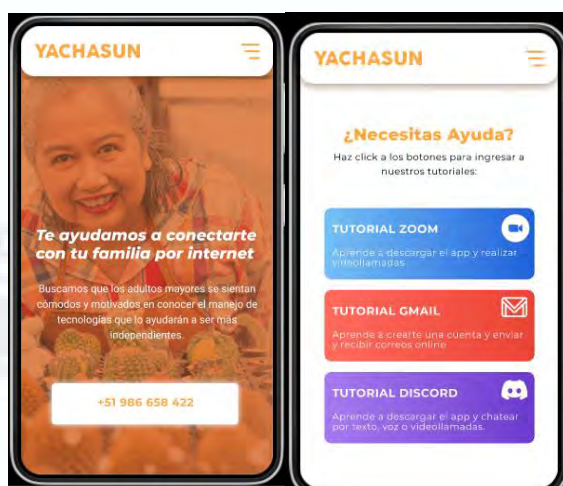 YACHASUN
Te ayudamos a conectarte
con tu familia por internet
Buscamos que los adultos mayores se sientan
cómodos y motivados en conocer el manejo de
tecnologías que lo ayudarán a ser más
independientes.
+51 986 658 422
YACHASUN
¿Necesitas Ayuda?
Haz click a los botones para ingresar a
nuestros tutoriales:
TUTORIAL ZOOM
Aprende a descargar el app y realizar
videollamadas
TUTORIAL GMAIL
Aprende a crearte una cuenta y enviar
y recibir correos online
TUTORIAL DISCORD
Aprende a descargar el app y chatear
por texto, voz o videollamadas.